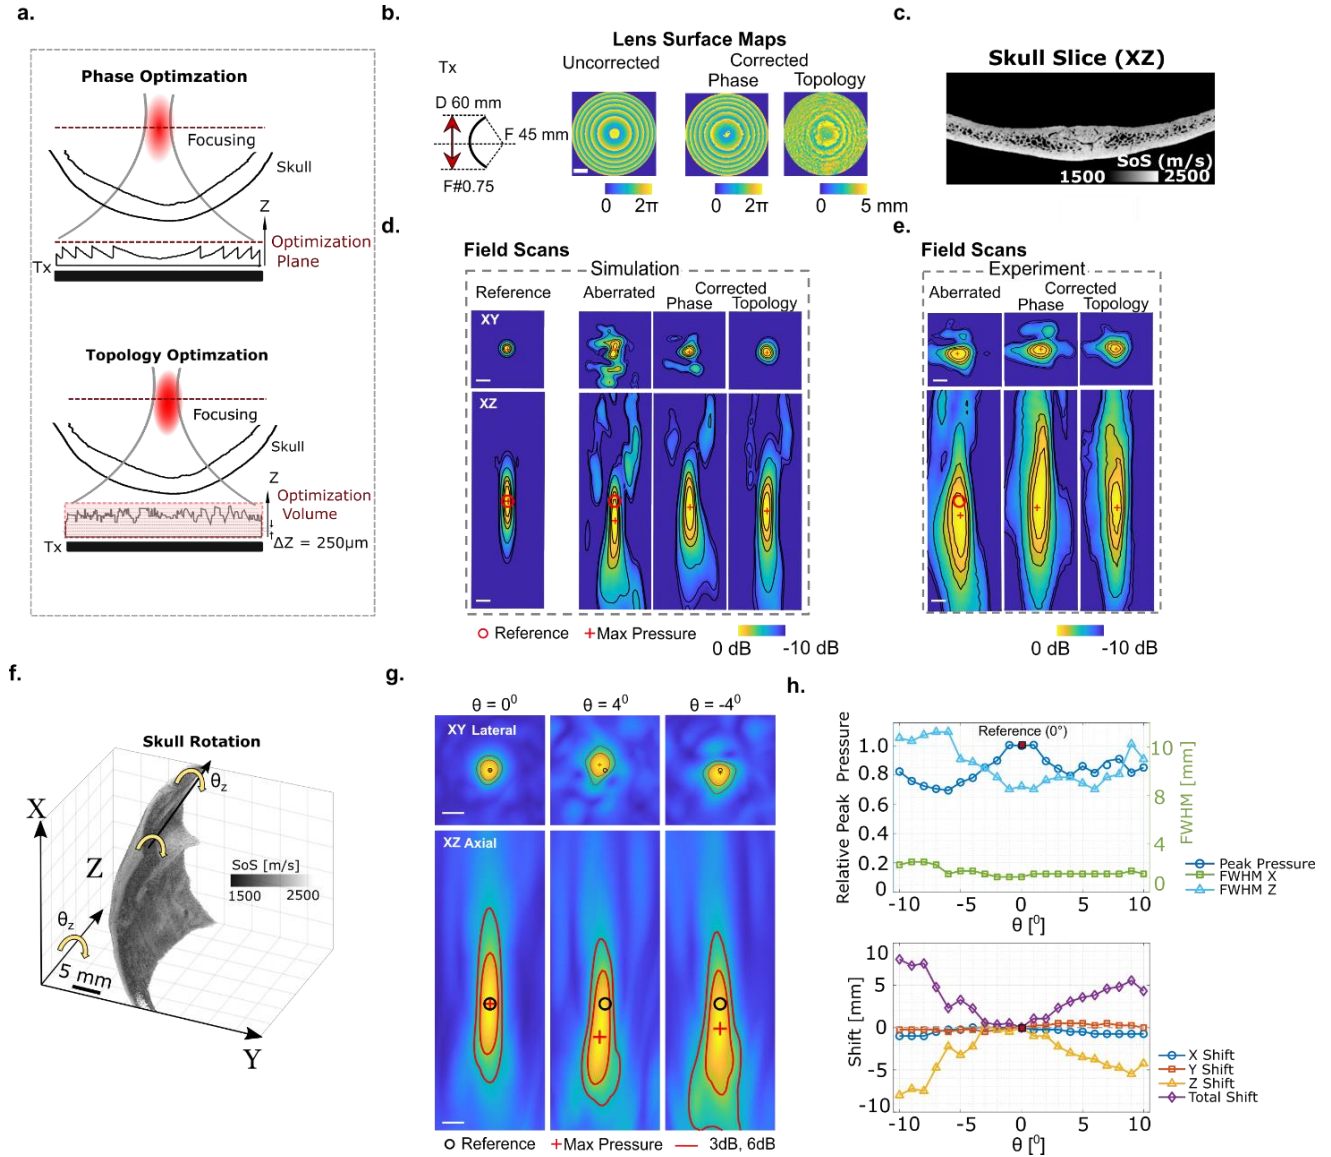 a.
Phase Optimzation
Focusing
Skull
Z
Optimization
Plane
Tx
Topology Optimzation
Focusing
Skull
Z
Optimization
Volume
Tx
ΔZ = 250µm
b.
Lens Surface Maps
Tx
Uncorrected
Corrected
Phase
Topology
D 60 mm
F 45 mm
F#0.75
0 2π
0 2π
0 5 mm
c.
Skull Slice (XZ)
SoS (m/s)
1500 2500
d.
Field Scans
Simulation
Reference
Aberrated
Corrected
Phase
Topology
XY
XZ
Reference
Max Pressure
0 dB -10 dB
e.
Field Scans
Experiment
Aberrated
Corrected
Phase
Topology
0 dB -10 dB
f.
Skull Rotation
θz
X
Z
SoS [m/s]
1500 2500
θz
5 mm
Y
g.
θ = 0⁰
θ = 4⁰
θ = -4⁰
XY Lateral
XZ Axial
Reference
Max Pressure
3dB, 6dB
h.
Reference (0°)
Relative Peak Pressure
1.0
0.8
0.6
0.4
0.2
0
FWHM [mm]
10
8
4
2
0
-10 -5 0 5 10
θ [⁰]
Peak Pressure
FWHM X
FWHM Z
Shift [mm]
10
5
0
-5
-10
-10 -5 0 5 10
θ [⁰]
X Shift
Y Shift
Z Shift
Total Shift